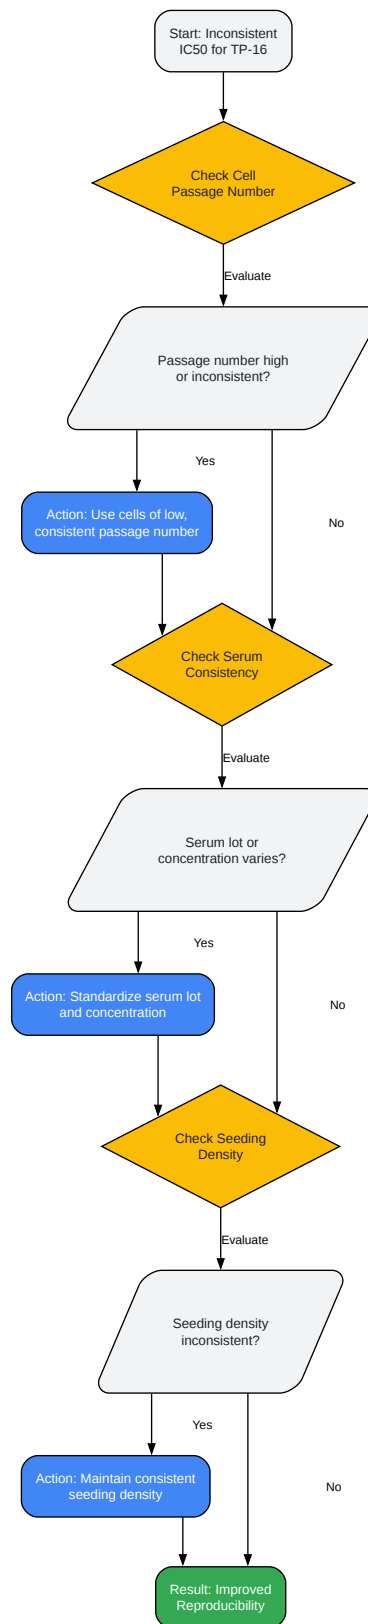 Start: Inconsistent
IC50 for TP-16
Check Cell
Passage Number
Evaluate
Passage number high
or inconsistent?
Yes
Action: Use cells of low,
consistent passage number
No
Check Serum
Consistency
Evaluate
Serum lot or
concentration varies?
Yes
Action: Standardize serum lot
and concentration
No
Check Seeding
Density
Evaluate
Seeding density
inconsistent?
Yes
Action: Maintain consistent
seeding density
No
Result: Improved
Reproducibility